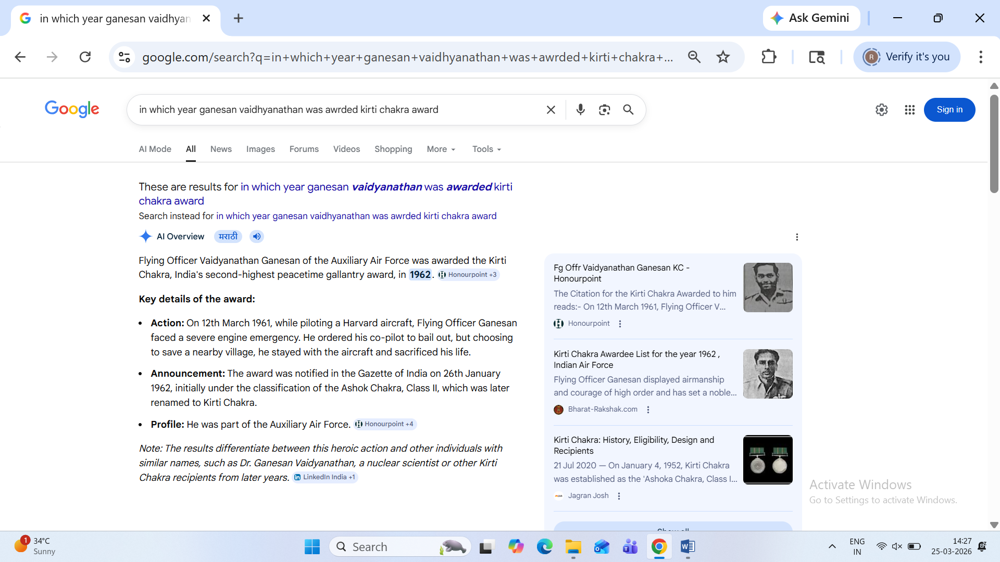 in which year ganesan vaidhyan
Ask Gemini
google.com/search?q=in+which+year+ganesan+vaidhyanathan+was+awrded+kirti+chakra+...
R
Verify it's you
Google
in which year ganesan vaidhyanathan was awrded kirti chakra award
Sign in
AI Mode All News Images Forums Videos Shopping More Tools
These are results for in which year ganesan vaidyanathan was awarded kirti
chakra award
Search instead for in which year ganesan vaidhyanathan was awrded kirti chakra award
AI Overview मराठी
Flying Officer Vaidyanathan Ganesan of the Auxiliary Air Force was awarded the Kirti
Chakra, India's second-highest peacetime gallantry award, in 1962. Honourpoint +3
Key details of the award:
• Action: On 12th March 1961, while piloting a Harvard aircraft, Flying Officer Ganesan
faced a severe engine emergency. He ordered his co-pilot to bail out, but choosing
to save a nearby village, he stayed with the aircraft and sacrificed his life.
• Announcement: The award was notified in the Gazette of India on 26th January
1962, initially under the classification of the Ashok Chakra, Class II, which was later
renamed to Kirti Chakra.
• Profile: He was part of the Auxiliary Air Force. Honourpoint +4
Note: The results differentiate between this heroic action and other individuals with
similar names, such as Dr. Ganesan Vaidyanathan, a nuclear scientist or other Kirti
Chakra recipients from later years. LinkedIn India +1
Fg Offr Vaidyanathan Ganesan KC -
Honourpoint
The Citation for the Kirti Chakra Awarded to him
reads:- On 12th March 1961, Flying Officer V...
Honourpoint
Kirti Chakra Awardee List for the year 1962 ,
Indian Air Force
Flying Officer Ganesan displayed airmanship
and courage of high order and has set a noble...
Bharat-Rakshak.com
Kirti Chakra: History, Eligibility, Design and
Recipients
21 Jul 2020 — On January 4, 1952, Kirti Chakra
was established as the 'Ashoka Chakra, Class I...
Jagran Josh
Show all
Activate Windows
Go to Settings to activate Windows.
1
34°C
Sunny
Search
ENG
IN
14:27
25-03-2026